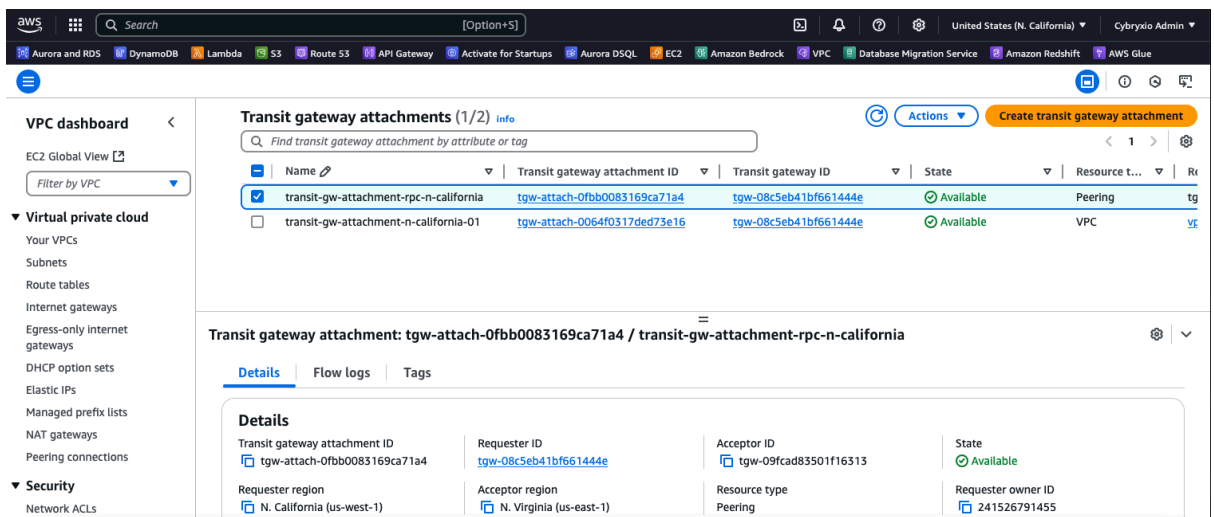 aws Search [Option+S] United States (N. California) ▼ Cybryxio Admin ▼
Aurora and RDS DynamoDB Lambda S3 Route 53 API Gateway Activate for Startups Aurora DSQL EC2 Amazon Bedrock VPC Database Migration Service Amazon Redshift AWS Glue
VPC dashboard
EC2 Global View
Filter by VPC ▼
▼ Virtual private cloud
Your VPCs
Subnets
Route tables
Internet gateways
Egress-only internet
gateways
DHCP option sets
Elastic IPs
Managed prefix lists
NAT gateways
Peering connections
▼ Security
Network ACLs
Transit gateway attachments (1/2) info
Actions ▼ Create transit gateway attachment
Find transit gateway attachment by attribute or tag
< 1 >
Name Transit gateway attachment ID Transit gateway ID State Resource t... Re
transit-gw-attachment-rpc-n-california tgw-attach-0fbb0083169ca71a4 tgw-08c5eb41bf661444e Available Peering tg
transit-gw-attachment-n-california-01 tgw-attach-0064f0317ded73e16 tgw-08c5eb41bf661444e Available VPC vp
Transit gateway attachment: tgw-attach-0fbb0083169ca71a4 / transit-gw-attachment-rpc-n-california
Details Flow logs Tags
Details
Transit gateway attachment ID Requester ID Acceptor ID State
tgw-attach-0fbb0083169ca71a4 tgw-08c5eb41bf661444e tgw-09fcad83501f16313 Available
Requester region Acceptor region Resource type Requester owner ID
N. California (us-west-1) N. Virginia (us-east-1) Peering 241526791455